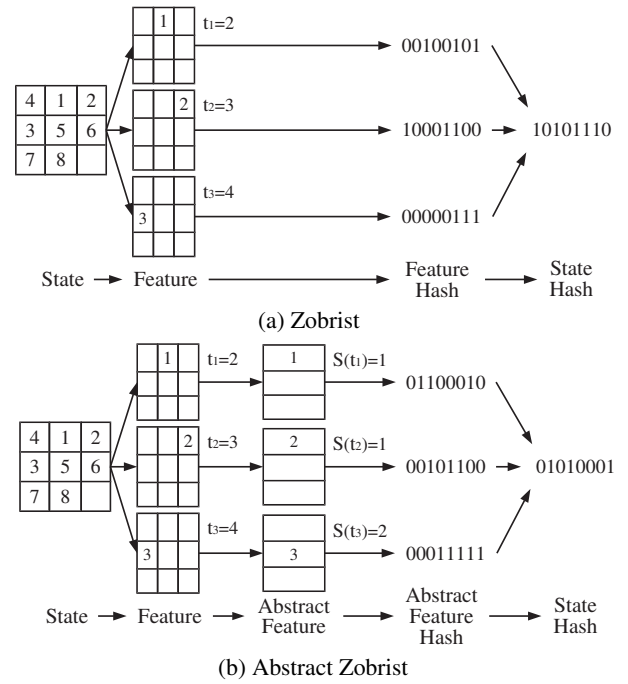 1
t1=2
00100101
4 1 2
3 5 6
7 8
2
t2=3
10001100
10101110
3
t3=4
00000111
State
Feature
Feature
Hash
State
Hash
(a) Zobrist
1
t1=2
1
S(t1)=1
01100010
4 1 2
3 5 6
7 8
2
t2=3
2
S(t2)=1
00101100
01010001
3
t3=4
3
S(t3)=2
00011111
State
Feature
Abstract
Feature
Abstract
Feature
Hash
State
Hash
(b) Abstract Zobrist